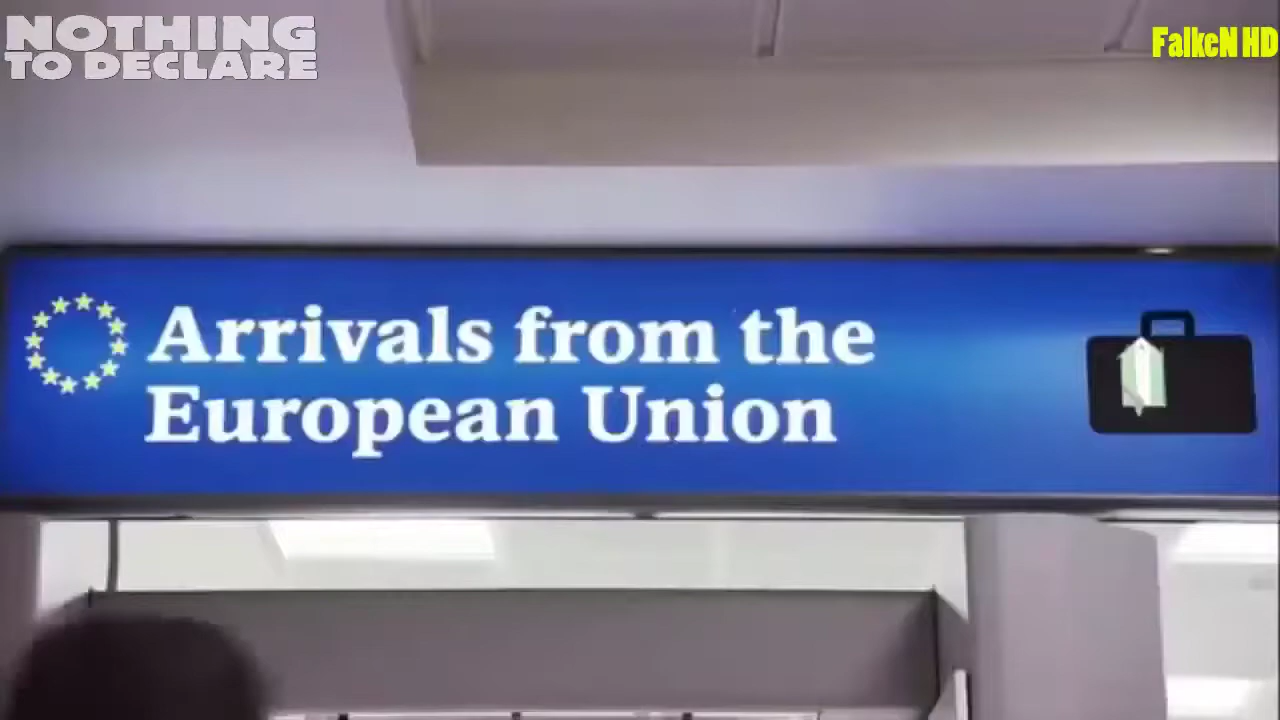 NOTHING
TO DECLARE
FalkeN HD
Arrivals from the
European Union